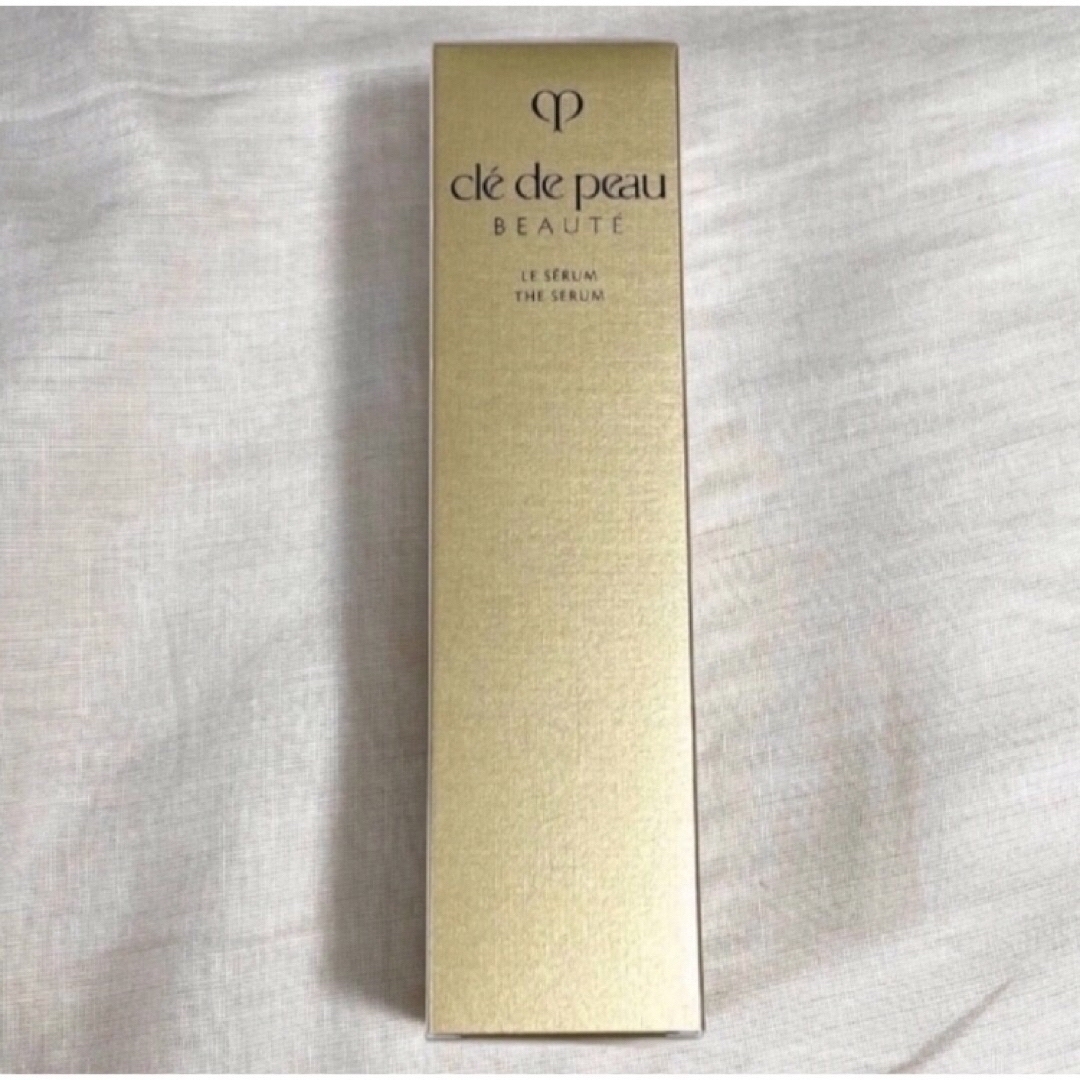 clé de peau
BEAUTÉ
LE SÉRUM
THE SERUM